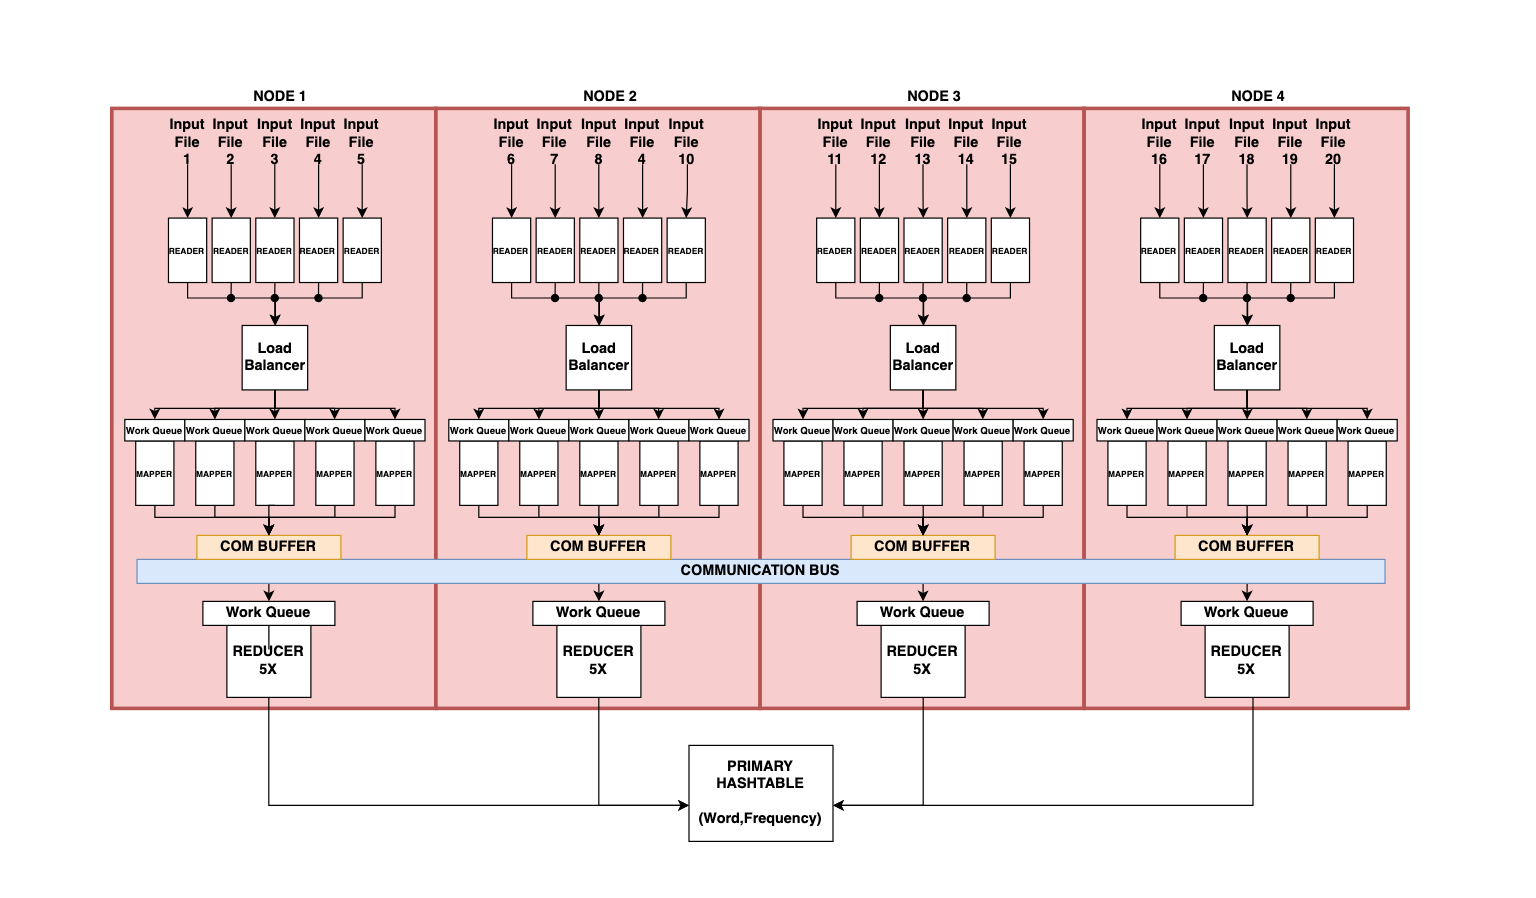 NODE 1 NODE 2 NODE 3 NODE 4
Input Input Input Input Input Input Input Input Input Input Input Input Input Input Input Input Input Input Input Input
File File File File File File File File File File File File File File File File File File File File
1 2 3 4 5 6 7 8 4 10 11 12 13 14 15 16 17 18 19 20
READER READER READER READER READER READER READER READER READER READER READER READER READER READER READER READER READER READER READER READER
Load Load Load Load
Balancer Balancer Balancer Balancer
Work Queue Work Queue Work Queue Work Queue Work Queue Work Queue Work Queue Work Queue Work Queue Work Queue Work Queue Work Queue Work Queue Work Queue Work Queue Work Queue Work Queue Work Queue Work Queue Work Queue
MAPPER MAPPER MAPPER MAPPER MAPPER MAPPER MAPPER MAPPER MAPPER MAPPER MAPPER MAPPER MAPPER MAPPER MAPPER MAPPER MAPPER MAPPER MAPPER MAPPER
COM BUFFER COM BUFFER COM BUFFER COM BUFFER
COMMUNICATION BUS
Work Queue Work Queue Work Queue Work Queue
REDUCER REDUCER REDUCER REDUCER
5X 5X 5X 5X
PRIMARY
HASHTABLE
(Word,Frequency)